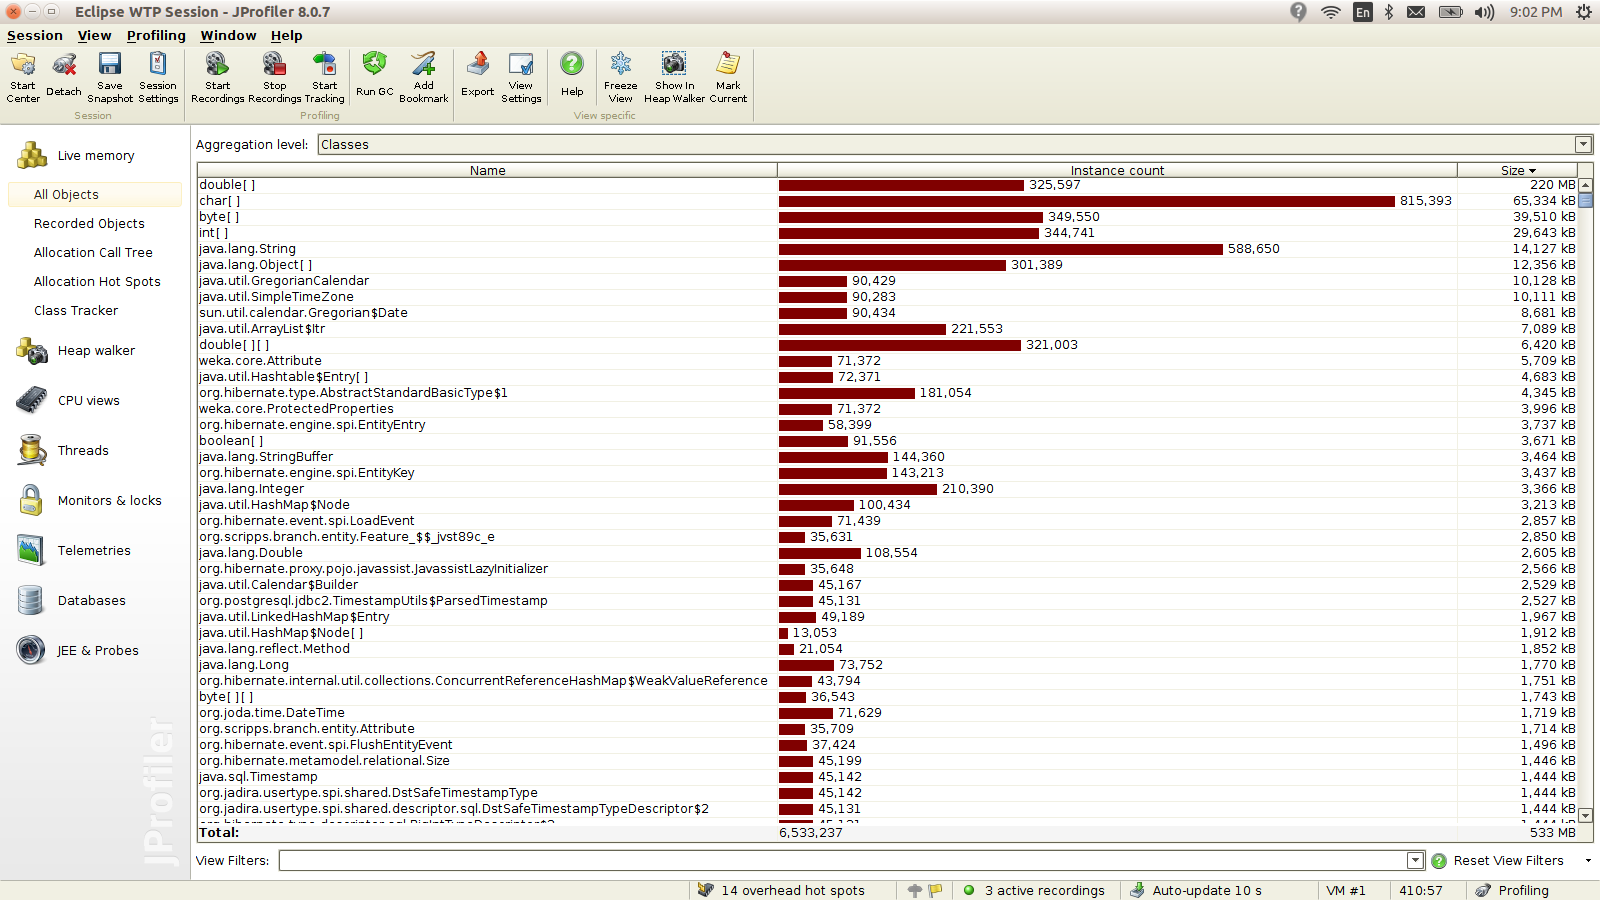 Eclipse WTP Session - JProfiler 8.0.7
En 9:02 PM
Session View Profiling Window Help
Start Center Detach Save Snapshot Session Settings Start Recordings Stop Recordings Start Tracking Run GC Add Bookmark Export View Settings Help Freeze View Show In Heap Walker Mark Current
Session Profiling View specific
Live memory
All Objects
Recorded Objects
Allocation Call Tree
Allocation Hot Spots
Class Tracker
Heap walker
CPU views
Threads
Monitors & locks
Telemetries
Databases
JEE & Probes
JProfiler
Aggregation level: Classes
Name Instance count Size
double[ ] 325,597 220 MB
char[ ] 815,393 65,334 kB
byte[ ] 349,550 39,510 kB
int[ ] 344,741 29,643 kB
java.lang.String 588,650 14,127 kB
java.lang.Object[ ] 301,389 12,356 kB
java.util.GregorianCalendar 90,429 10,128 kB
java.util.SimpleTimeZone 90,283 10,111 kB
sun.util.calendar.Gregorian$Date 90,434 8,681 kB
java.util.ArrayList$Itr 221,553 7,089 kB
double[ ][ ] 321,003 6,420 kB
weka.core.Attribute 71,372 5,709 kB
java.util.Hashtable$Entry[ ] 72,371 4,683 kB
org.hibernate.type.AbstractStandardBasicType$1 181,054 4,345 kB
weka.core.ProtectedProperties 71,372 3,996 kB
org.hibernate.engine.spi.EntityEntry 58,399 3,737 kB
boolean[ ] 91,556 3,671 kB
java.lang.StringBuffer 144,360 3,464 kB
org.hibernate.engine.spi.EntityKey 143,213 3,437 kB
java.lang.Integer 210,390 3,366 kB
java.util.HashMap$Node 100,434 3,213 kB
org.hibernate.event.spi.LoadEvent 71,439 2,857 kB
org.scripps.branch.entity.Feature_$$_jvst89c_e 35,631 2,850 kB
java.lang.Double 108,554 2,605 kB
org.hibernate.proxy.pojo.javassist.JavassistLazyInitializer 35,648 2,566 kB
java.util.Calendar$Builder 45,167 2,529 kB
org.postgresql.jdbc2.TimestampUtils$ParsedTimestamp 45,131 2,527 kB
java.util.LinkedHashMap$Entry 49,189 1,967 kB
java.util.HashMap$Node[ ] 13,053 1,912 kB
java.lang.reflect.Method 21,054 1,852 kB
java.lang.Long 73,752 1,770 kB
org.hibernate.internal.util.collections.ConcurrentReferenceHashMap$WeakValueReference 43,794 1,751 kB
byte[ ][ ] 36,543 1,743 kB
org.joda.time.DateTime 71,629 1,719 kB
org.scripps.branch.entity.Attribute 35,709 1,714 kB
org.hibernate.event.spi.FlushEntityEvent 37,424 1,496 kB
org.hibernate.metamodel.relational.Size 45,199 1,446 kB
java.sql.Timestamp 45,142 1,444 kB
org.jadira.usertype.spi.shared.DstSafeTimestampType 45,142 1,444 kB
org.jadira.usertype.spi.shared.descriptor.sql.DstSafeTimestampTypeDescriptor$2 45,131 1,444 kB
Total: 6,533,237 533 MB
View Filters: Reset View Filters
14 overhead hot spots 3 active recordings Auto-update 10 s VM #1 410:57 Profiling